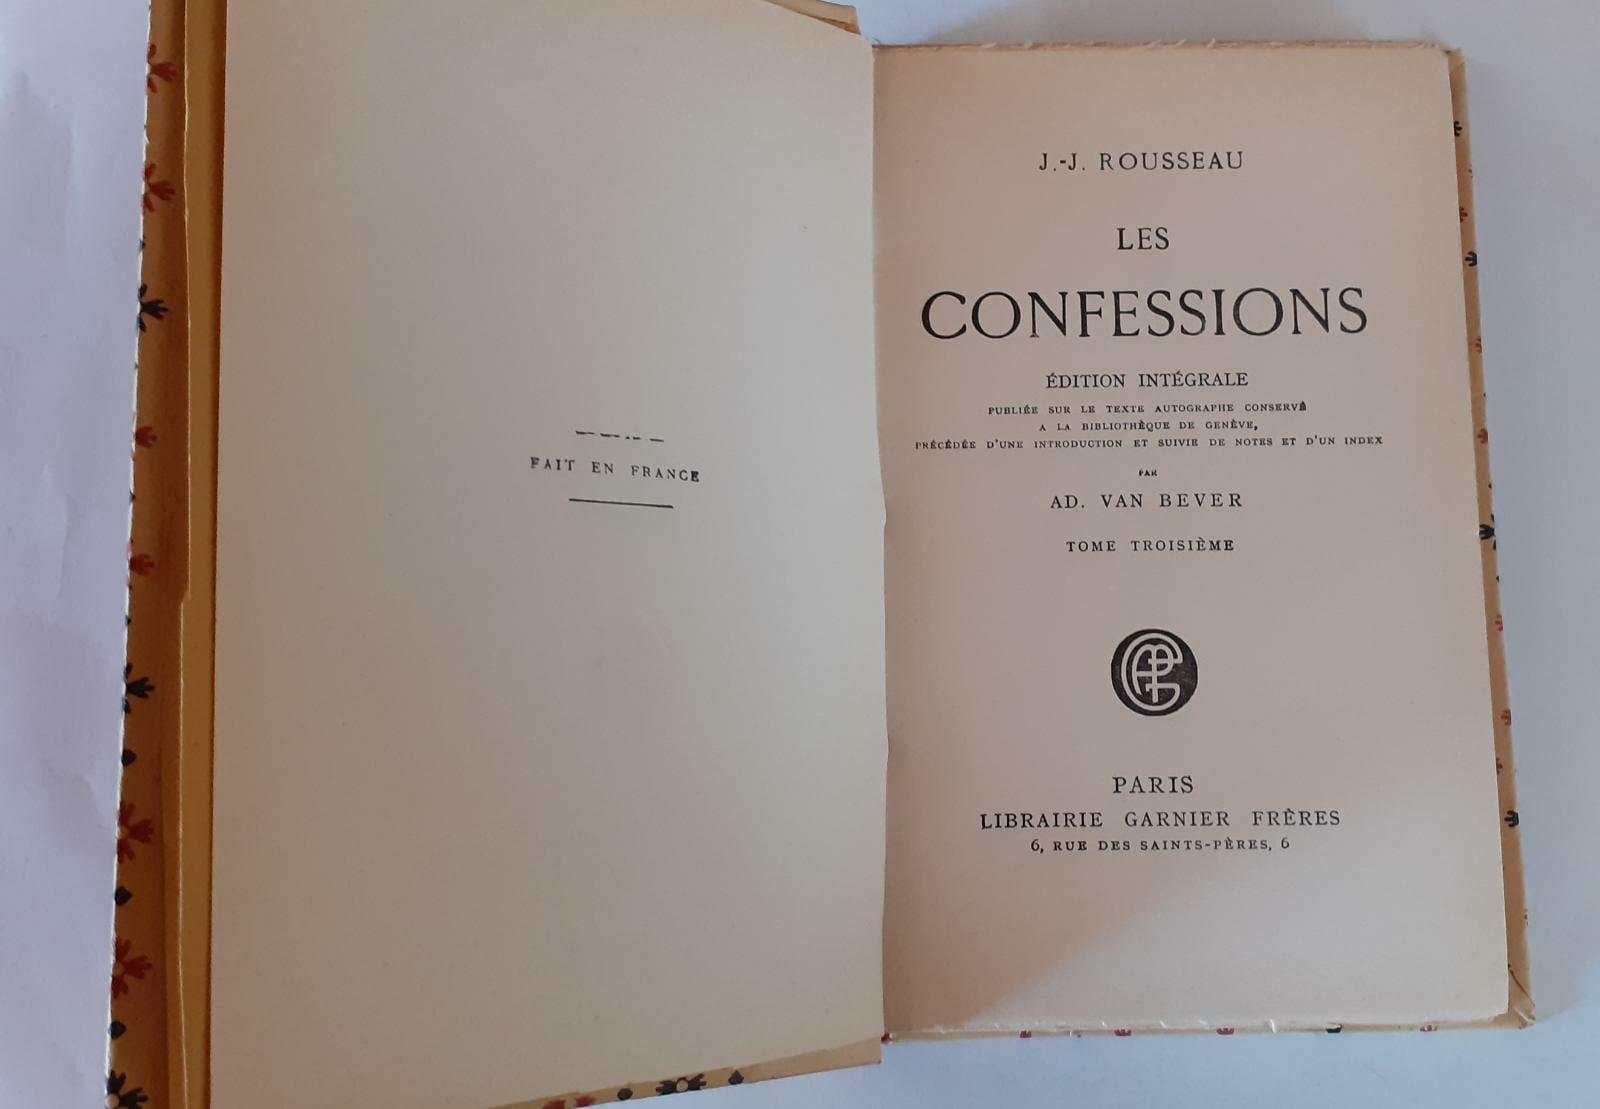 FAIT EN FRANCE
J.-J. ROUSSEAU
LES
CONFESSIONS
ÉDITION INTÉGRALE
PUBLIÉE SUR LE TEXTE AUTOGRAPHE CONSERVÉ
A LA BIBLIOTHÈQUE DE GENÈVE,
PRÉCÉDÉE D'UNE INTRODUCTION ET SUIVIE DE NOTES ET D'UN INDEX
PAR
AD. VAN BEVER
TOME TROISIÈME
PARIS
LIBRAIRIE GARNIER FRÈRES
6, RUE DES SAINTS-PÈRES, 6